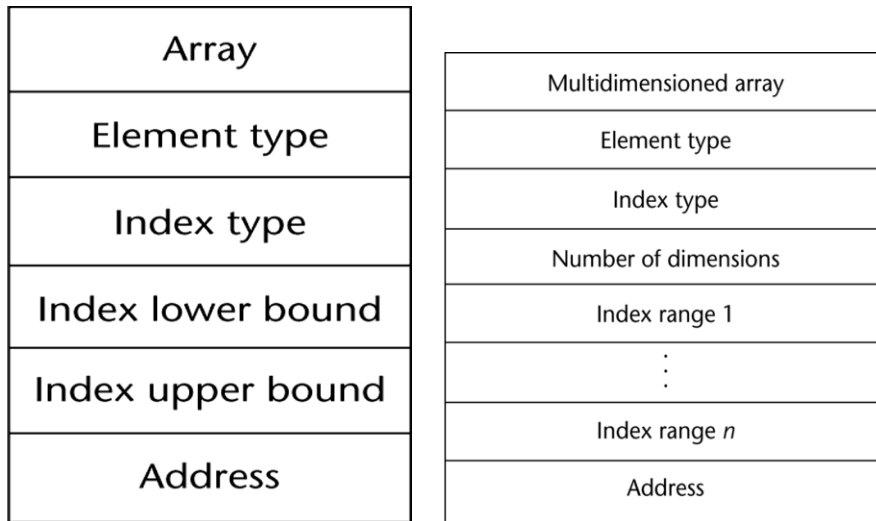 Array
Element type
Index type
Index lower bound
Index upper bound
Address
Multidimensioned array
Element type
Index type
Number of dimensions
Index range 1
⋮
Index range n
Address